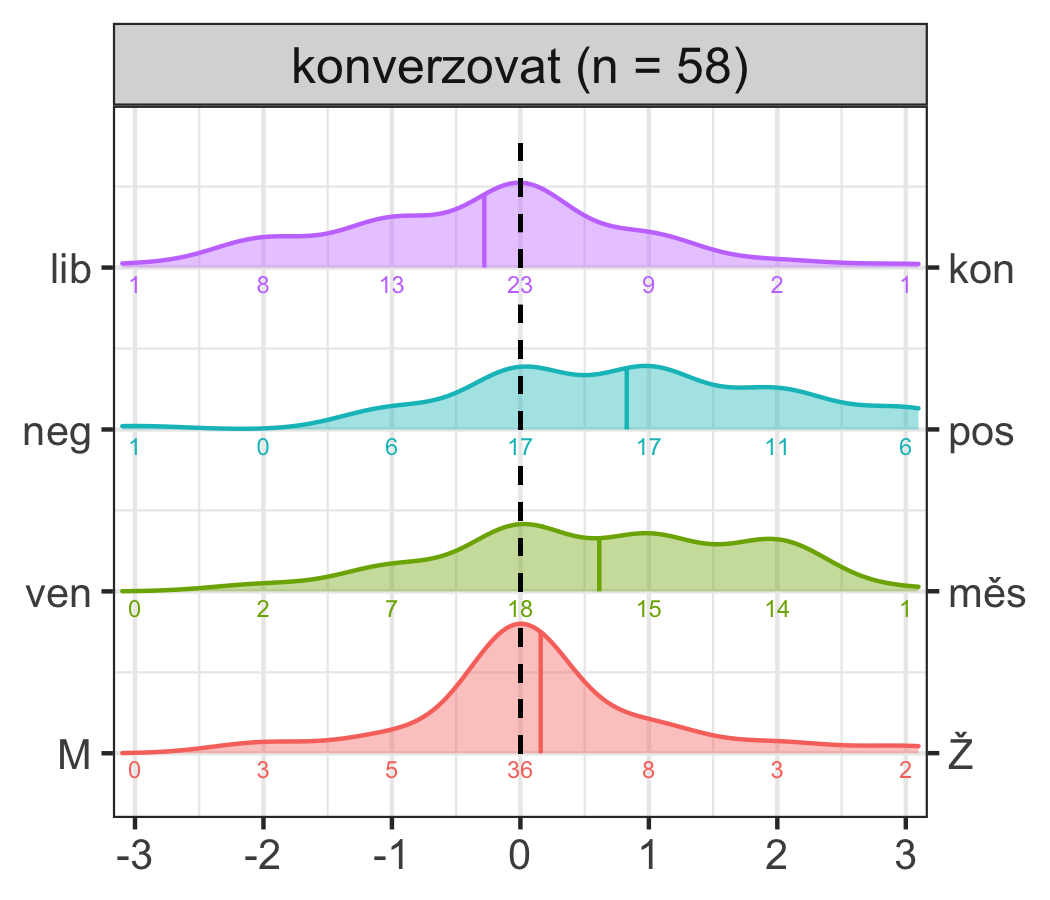 konverzovat (n = 58)
lib kon
1 8 13 23 9 2 1
neg pos
1 0 6 17 17 11 6
ven měs
0 2 7 18 15 14 1
M Ž
0 3 5 36 8 3 2
-3 -2 -1 0 1 2 3